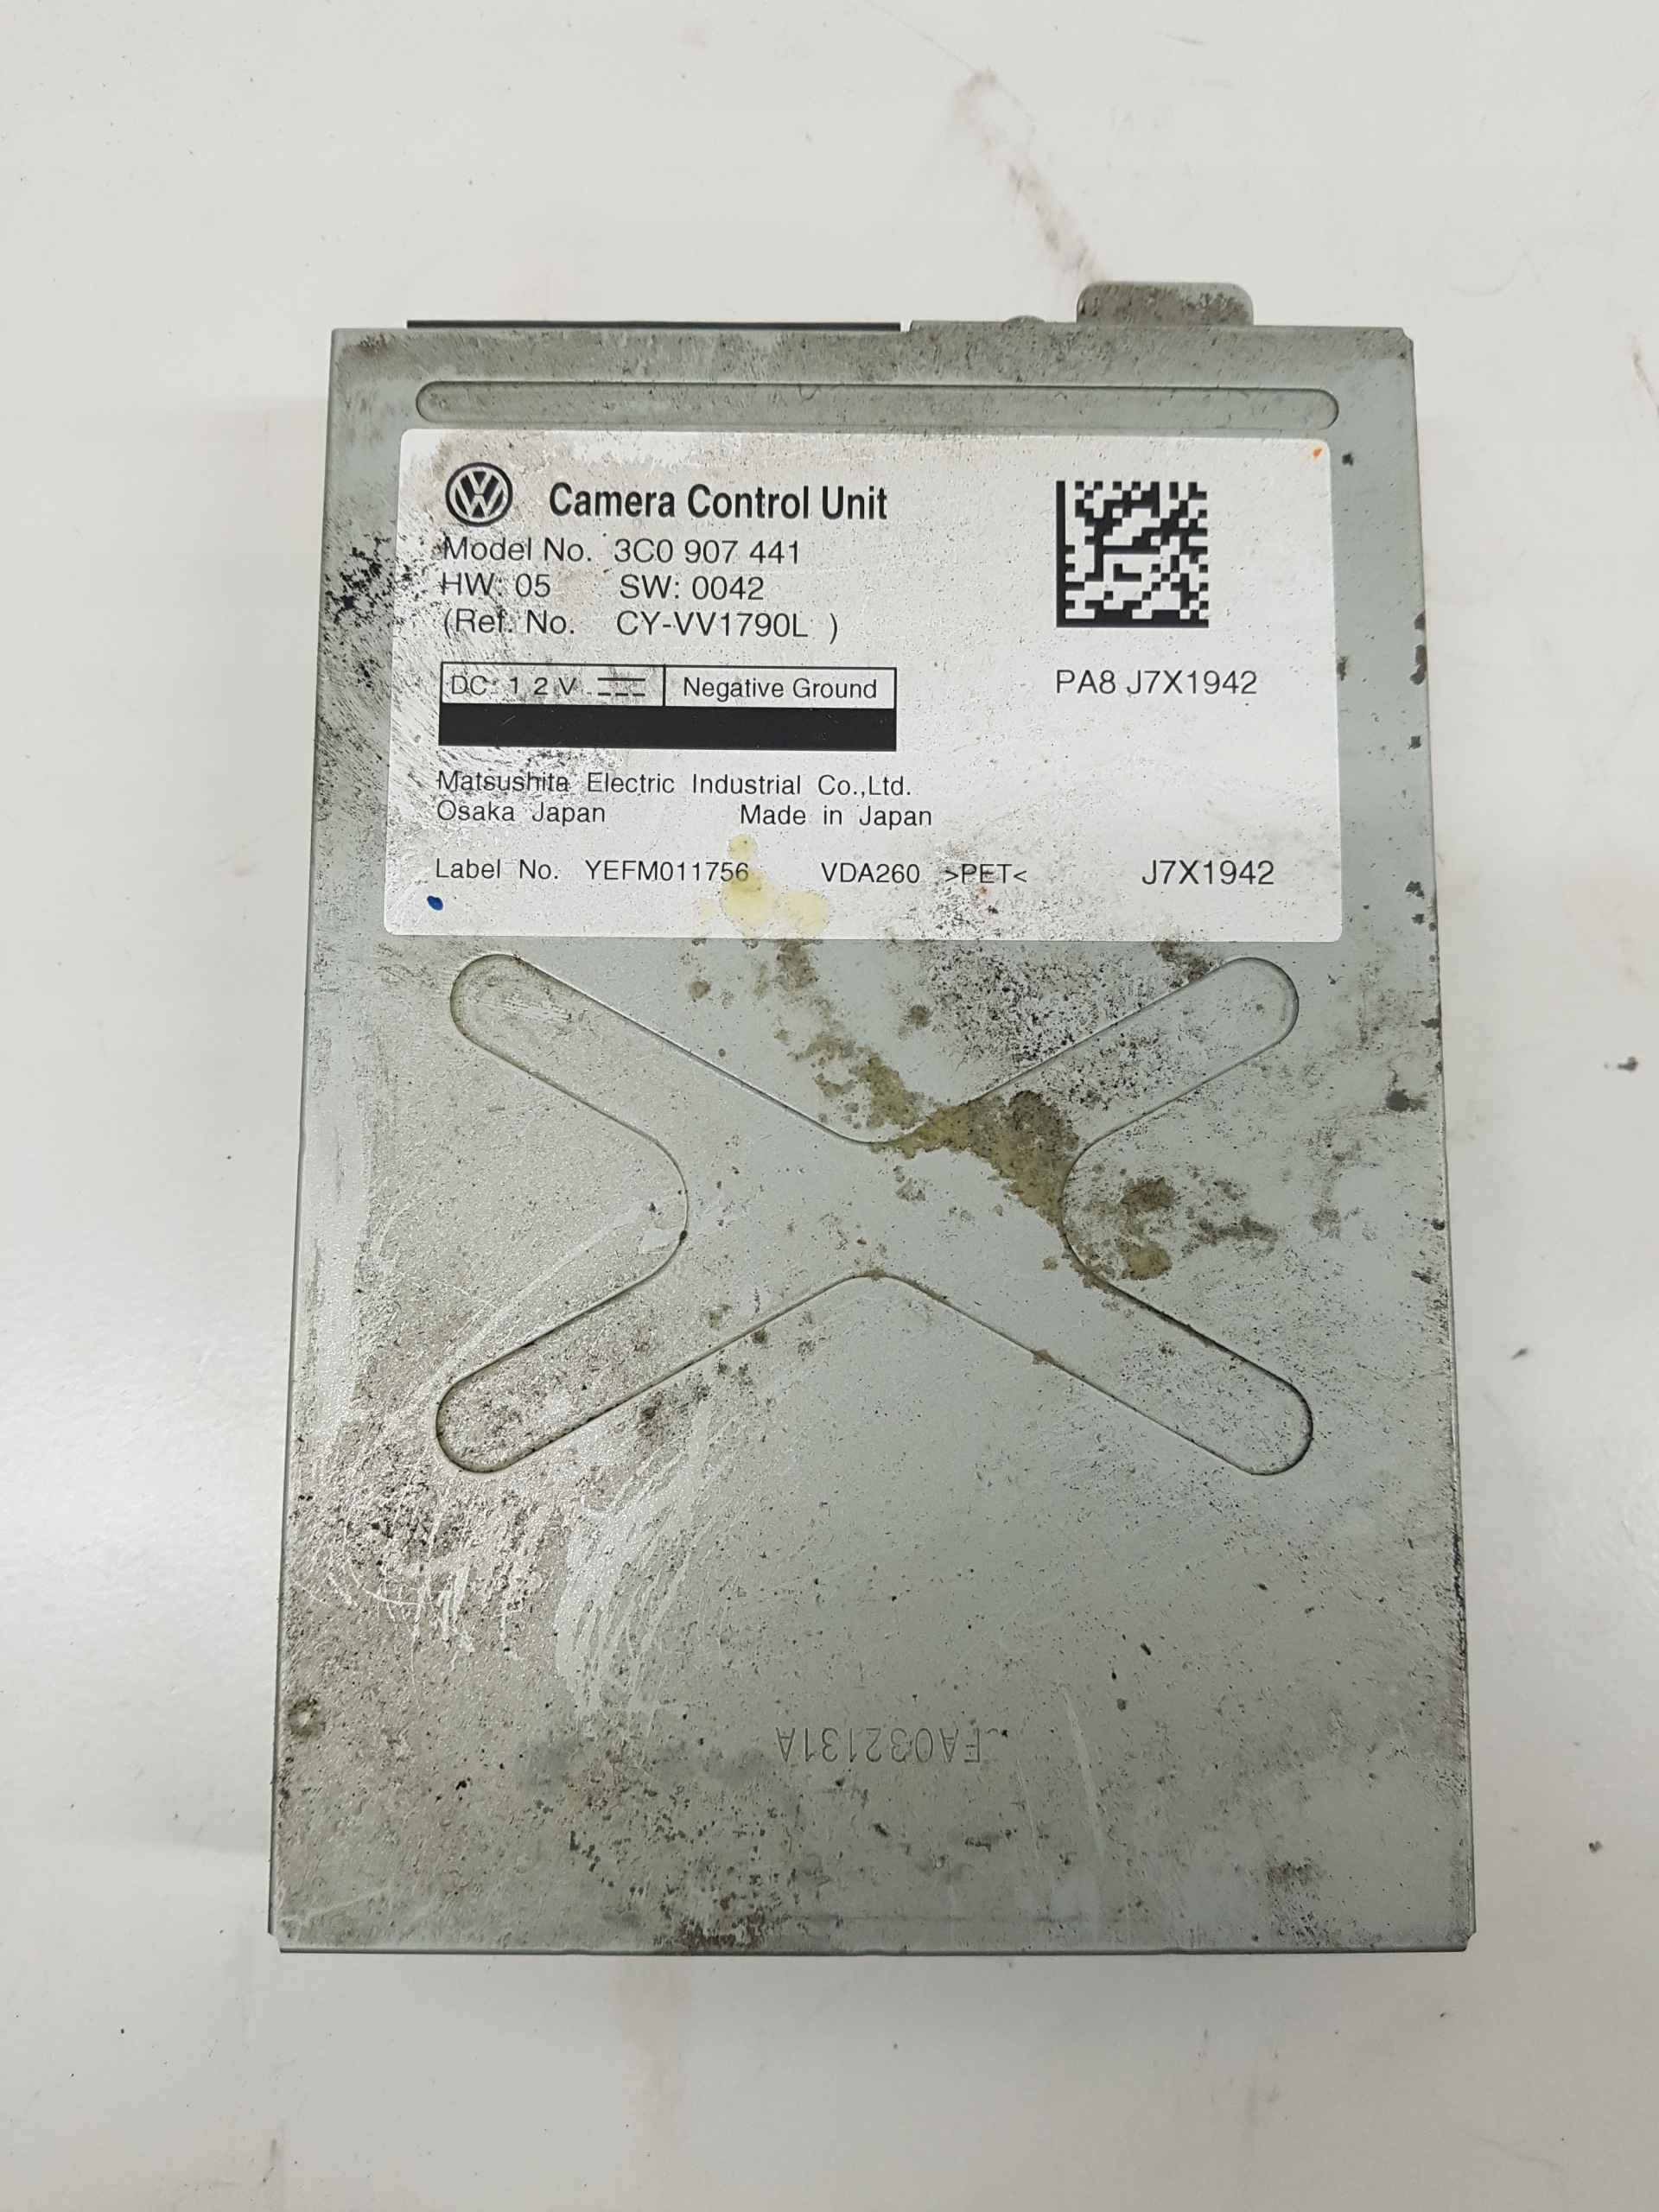 Camera Control Unit
Model No. 3C0 907 441
HW: 05 SW: 0042
(Ref. No. CY-VV1790L )
DC 12V Negative Ground
PA8 J7X1942
Matsushita Electric Industrial Co.,Ltd.
Osaka Japan Made in Japan
Label No. YEFM011756 VDA260 >PET< J7X1942
FA032131A